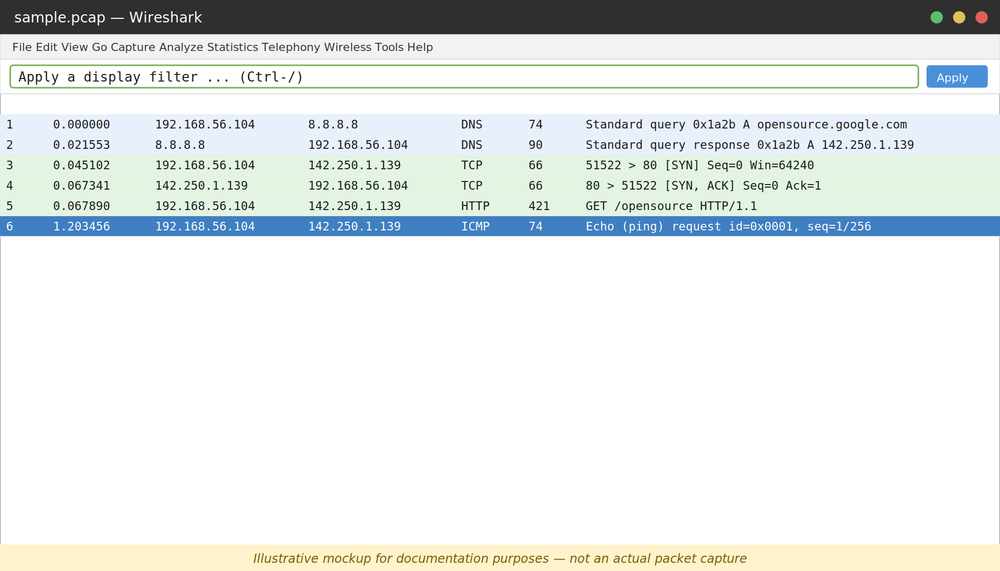 sample.pcap — Wireshark
File Edit View Go Capture Analyze Statistics Telephony Wireless Tools Help
Apply a display filter ... (Ctrl-/) Apply
1 0.000000 192.168.56.104 8.8.8.8 DNS 74 Standard query 0x1a2b A opensource.google.com
2 0.021553 8.8.8.8 192.168.56.104 DNS 90 Standard query response 0x1a2b A 142.250.1.139
3 0.045102 192.168.56.104 142.250.1.139 TCP 66 51522 > 80 [SYN] Seq=0 Win=64240
4 0.067341 142.250.1.139 192.168.56.104 TCP 66 80 > 51522 [SYN, ACK] Seq=0 Ack=1
5 0.067890 192.168.56.104 142.250.1.139 HTTP 421 GET /opensource HTTP/1.1
6 1.203456 192.168.56.104 142.250.1.139 ICMP 74 Echo (ping) request id=0x0001, seq=1/256
Illustrative mockup for documentation purposes — not an actual packet capture